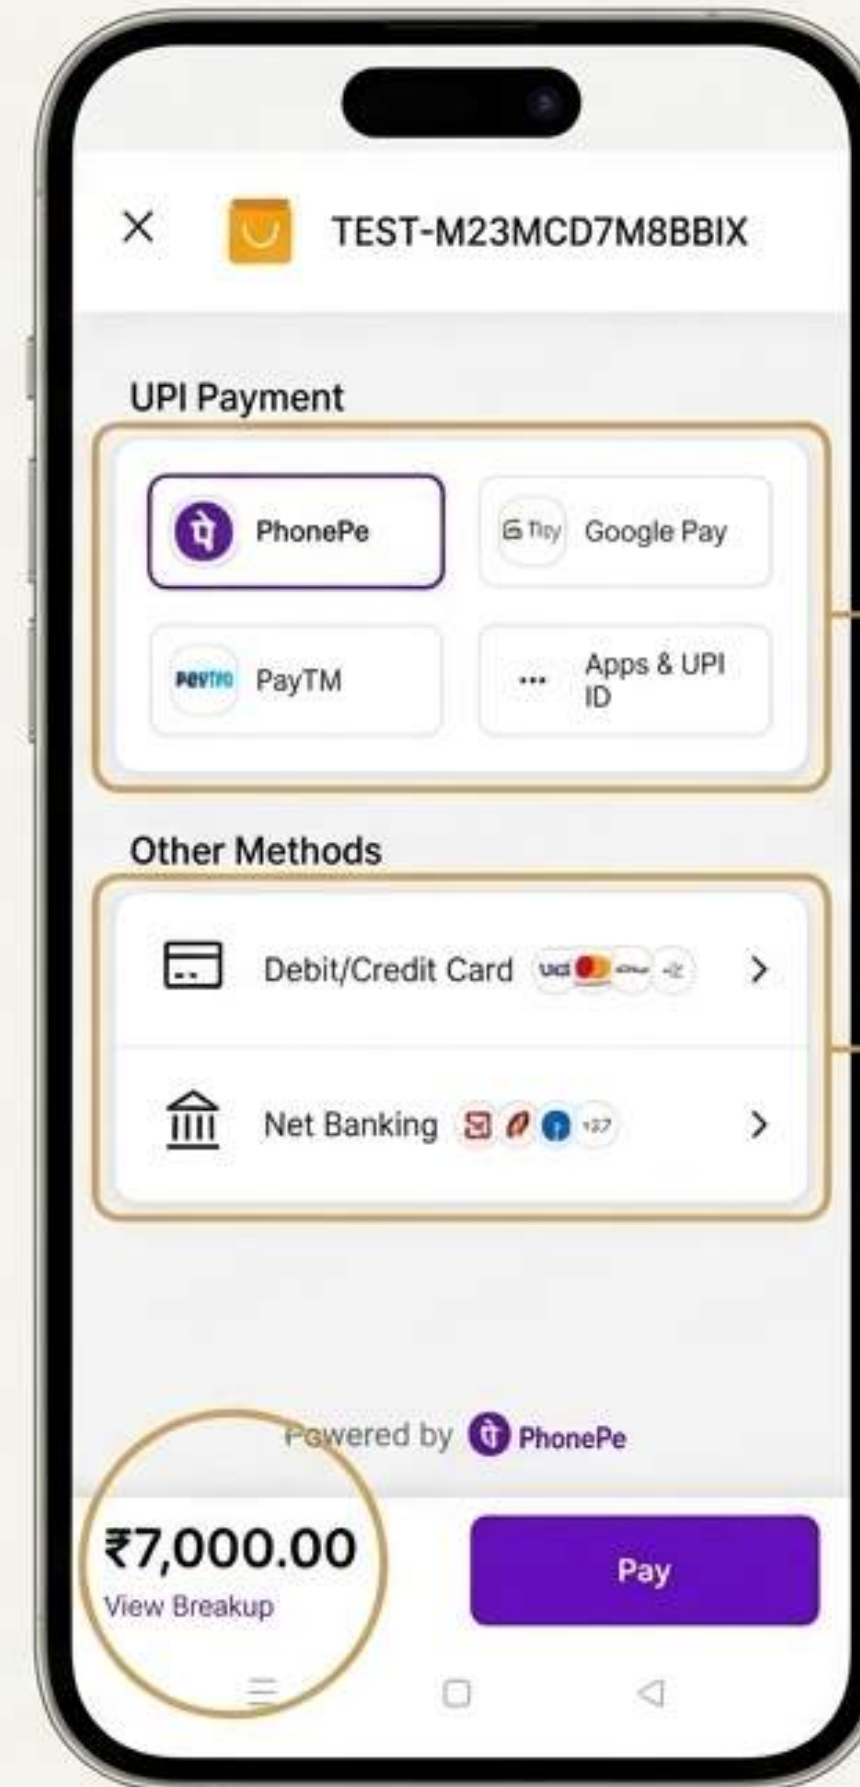 TEST-M23MCD7M8BBIX
UPI Payment
पे PhonePe
Google Pay
PayTM
Apps & UPI
ID
Other Methods
Debit/Credit Card
Net Banking
Powered by पे PhonePe
₹7,000.00
Pay
View Breakup